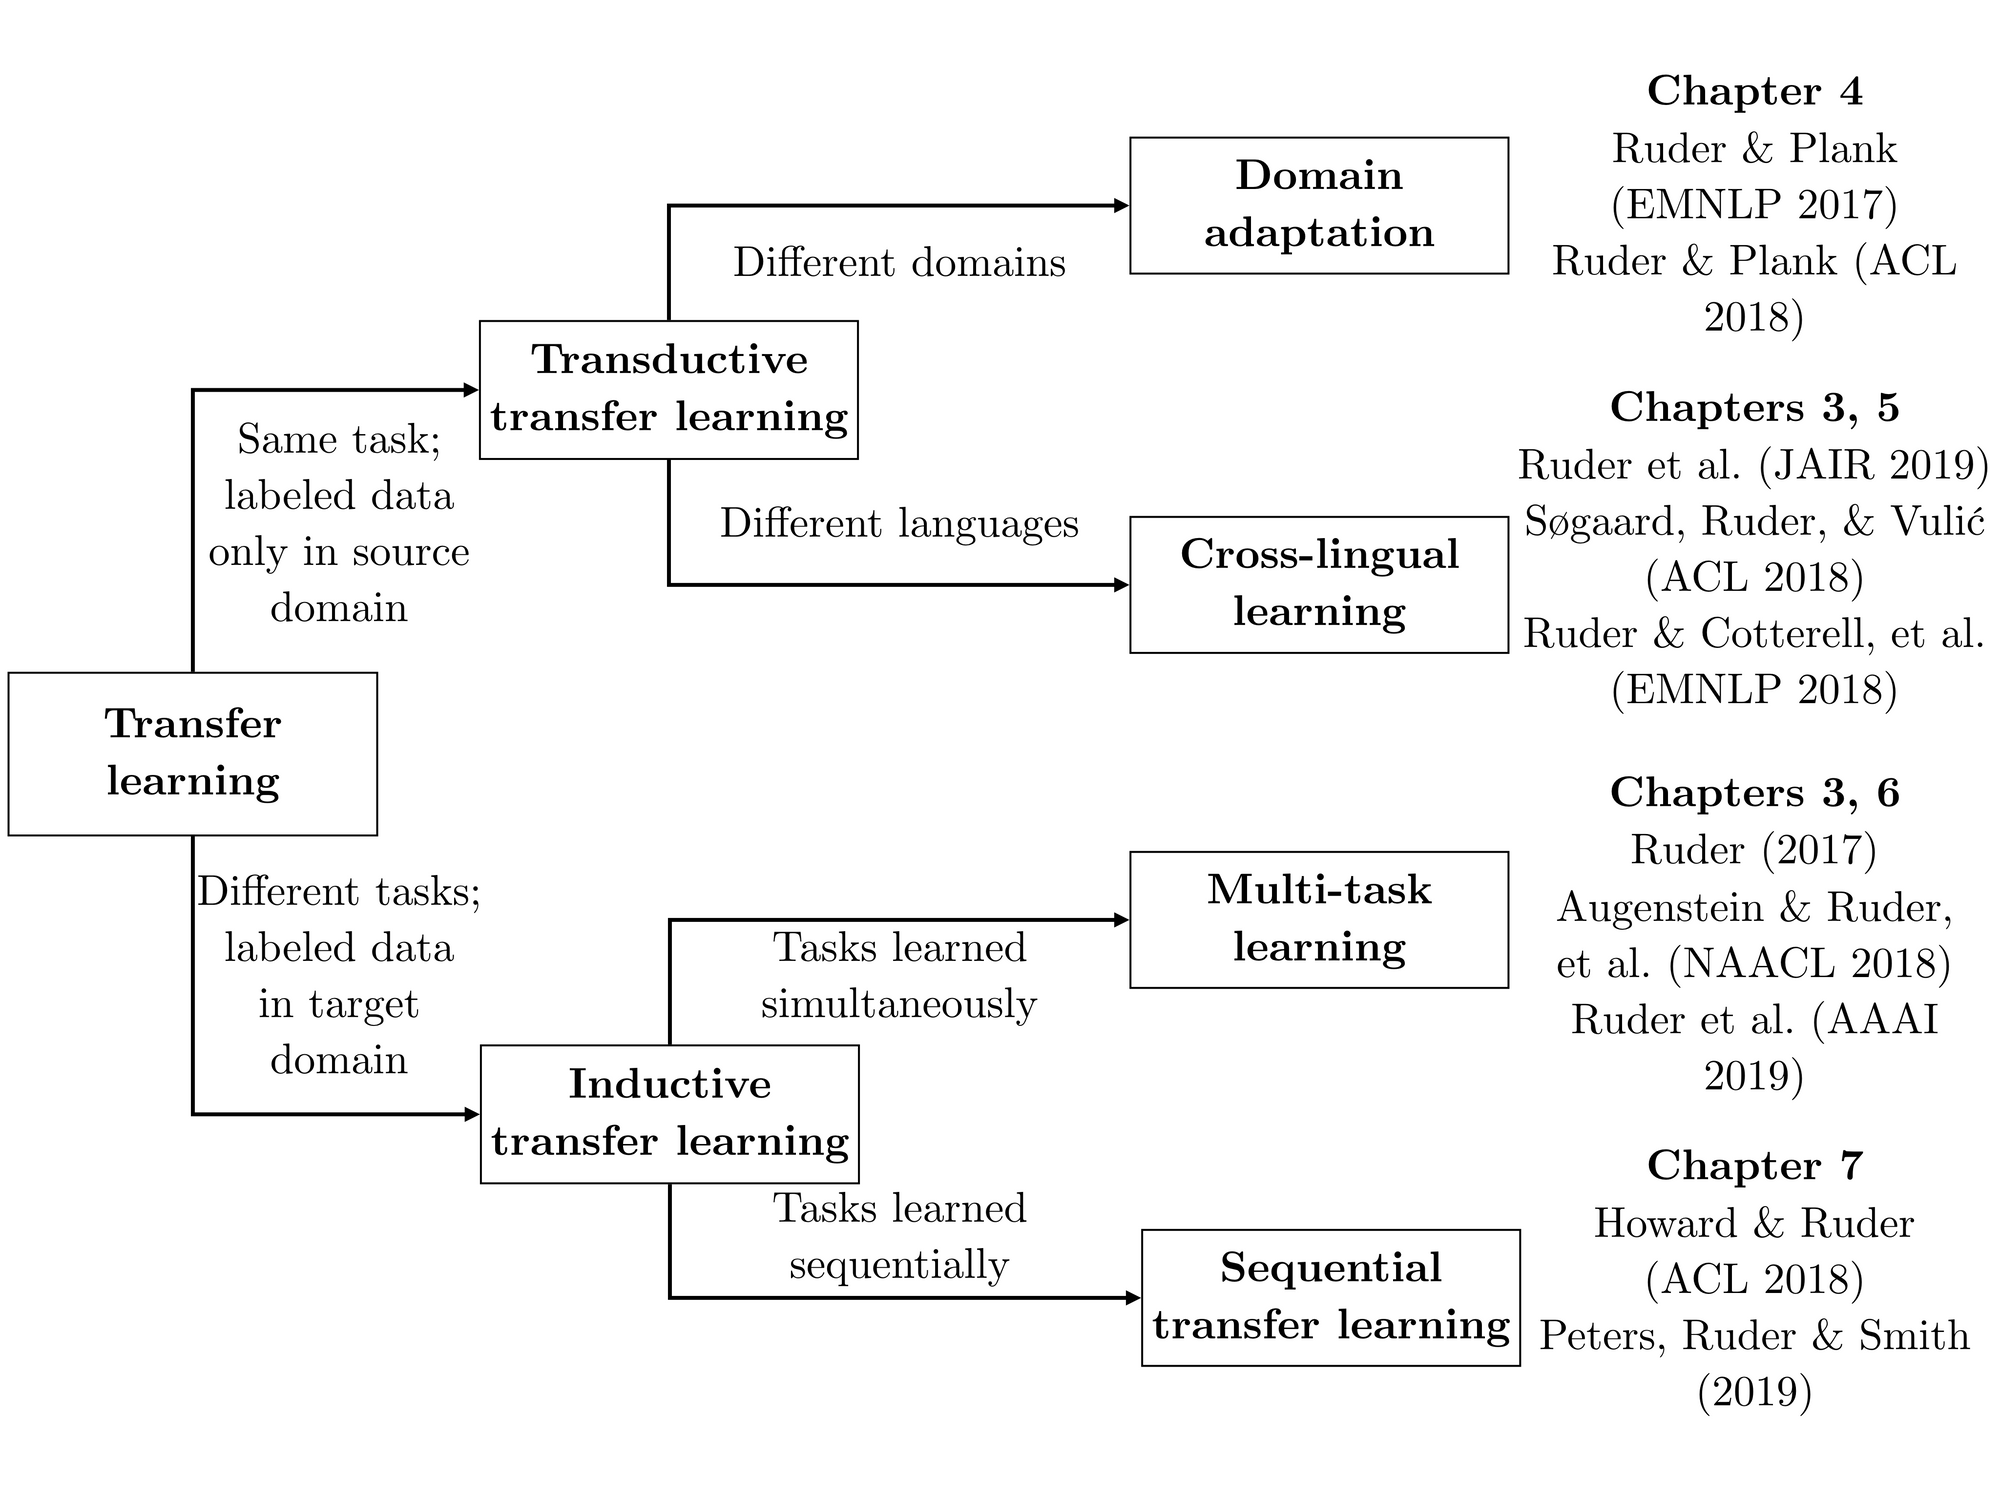 Transfer
learning
Same task;
labeled data
only in source
domain
Different tasks;
labeled data
in target
domain
Transductive
transfer learning
Inductive
transfer learning
Different domains
Different languages
Tasks learned
simultaneously
Tasks learned
sequentially
Domain
adaptation
Chapter 4
Ruder & Plank
(EMNLP 2017)
Ruder & Plank (ACL
2018)
Cross-lingual
learning
Chapters 3, 5
Ruder et al. (JAIR 2019)
Søgaard, Ruder, & Vulić
(ACL 2018)
Ruder & Cotterell, et al.
(EMNLP 2018)
Multi-task
learning
Chapters 3, 6
Ruder (2017)
Augenstein & Ruder,
et al. (NAACL 2018)
Ruder et al. (AAAI
2019)
Sequential
transfer learning
Chapter 7
Howard & Ruder
(ACL 2018)
Peters, Ruder & Smith
(2019)